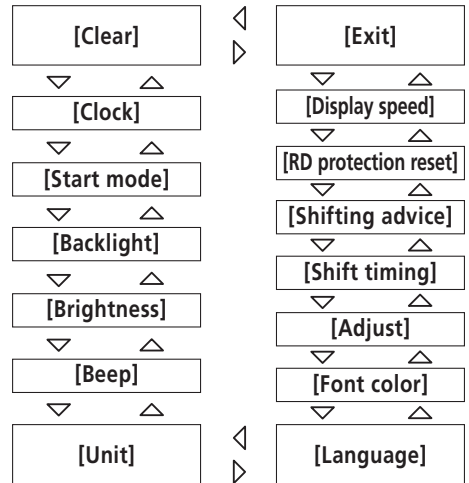 [Clear]
[Clock]
[Start mode]
[Backlight]
[Brightness]
[Beep]
[Unit]
[Exit]
[Display speed]
[RD protection reset]
[Shifting advice]
[Shift timing]
[Adjust]
[Font color]
[Language]